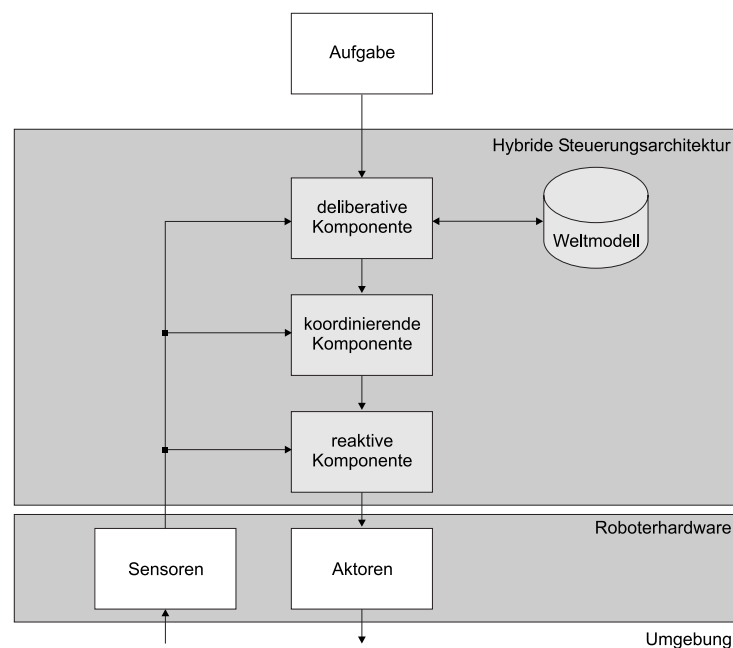 Aufgabe
Hybride Steuerungsarchitektur
deliberative
Komponente
Weltmodell
koordinierende
Komponente
reaktive
Komponente
Roboterhardware
Sensoren
Aktoren
Umgebung